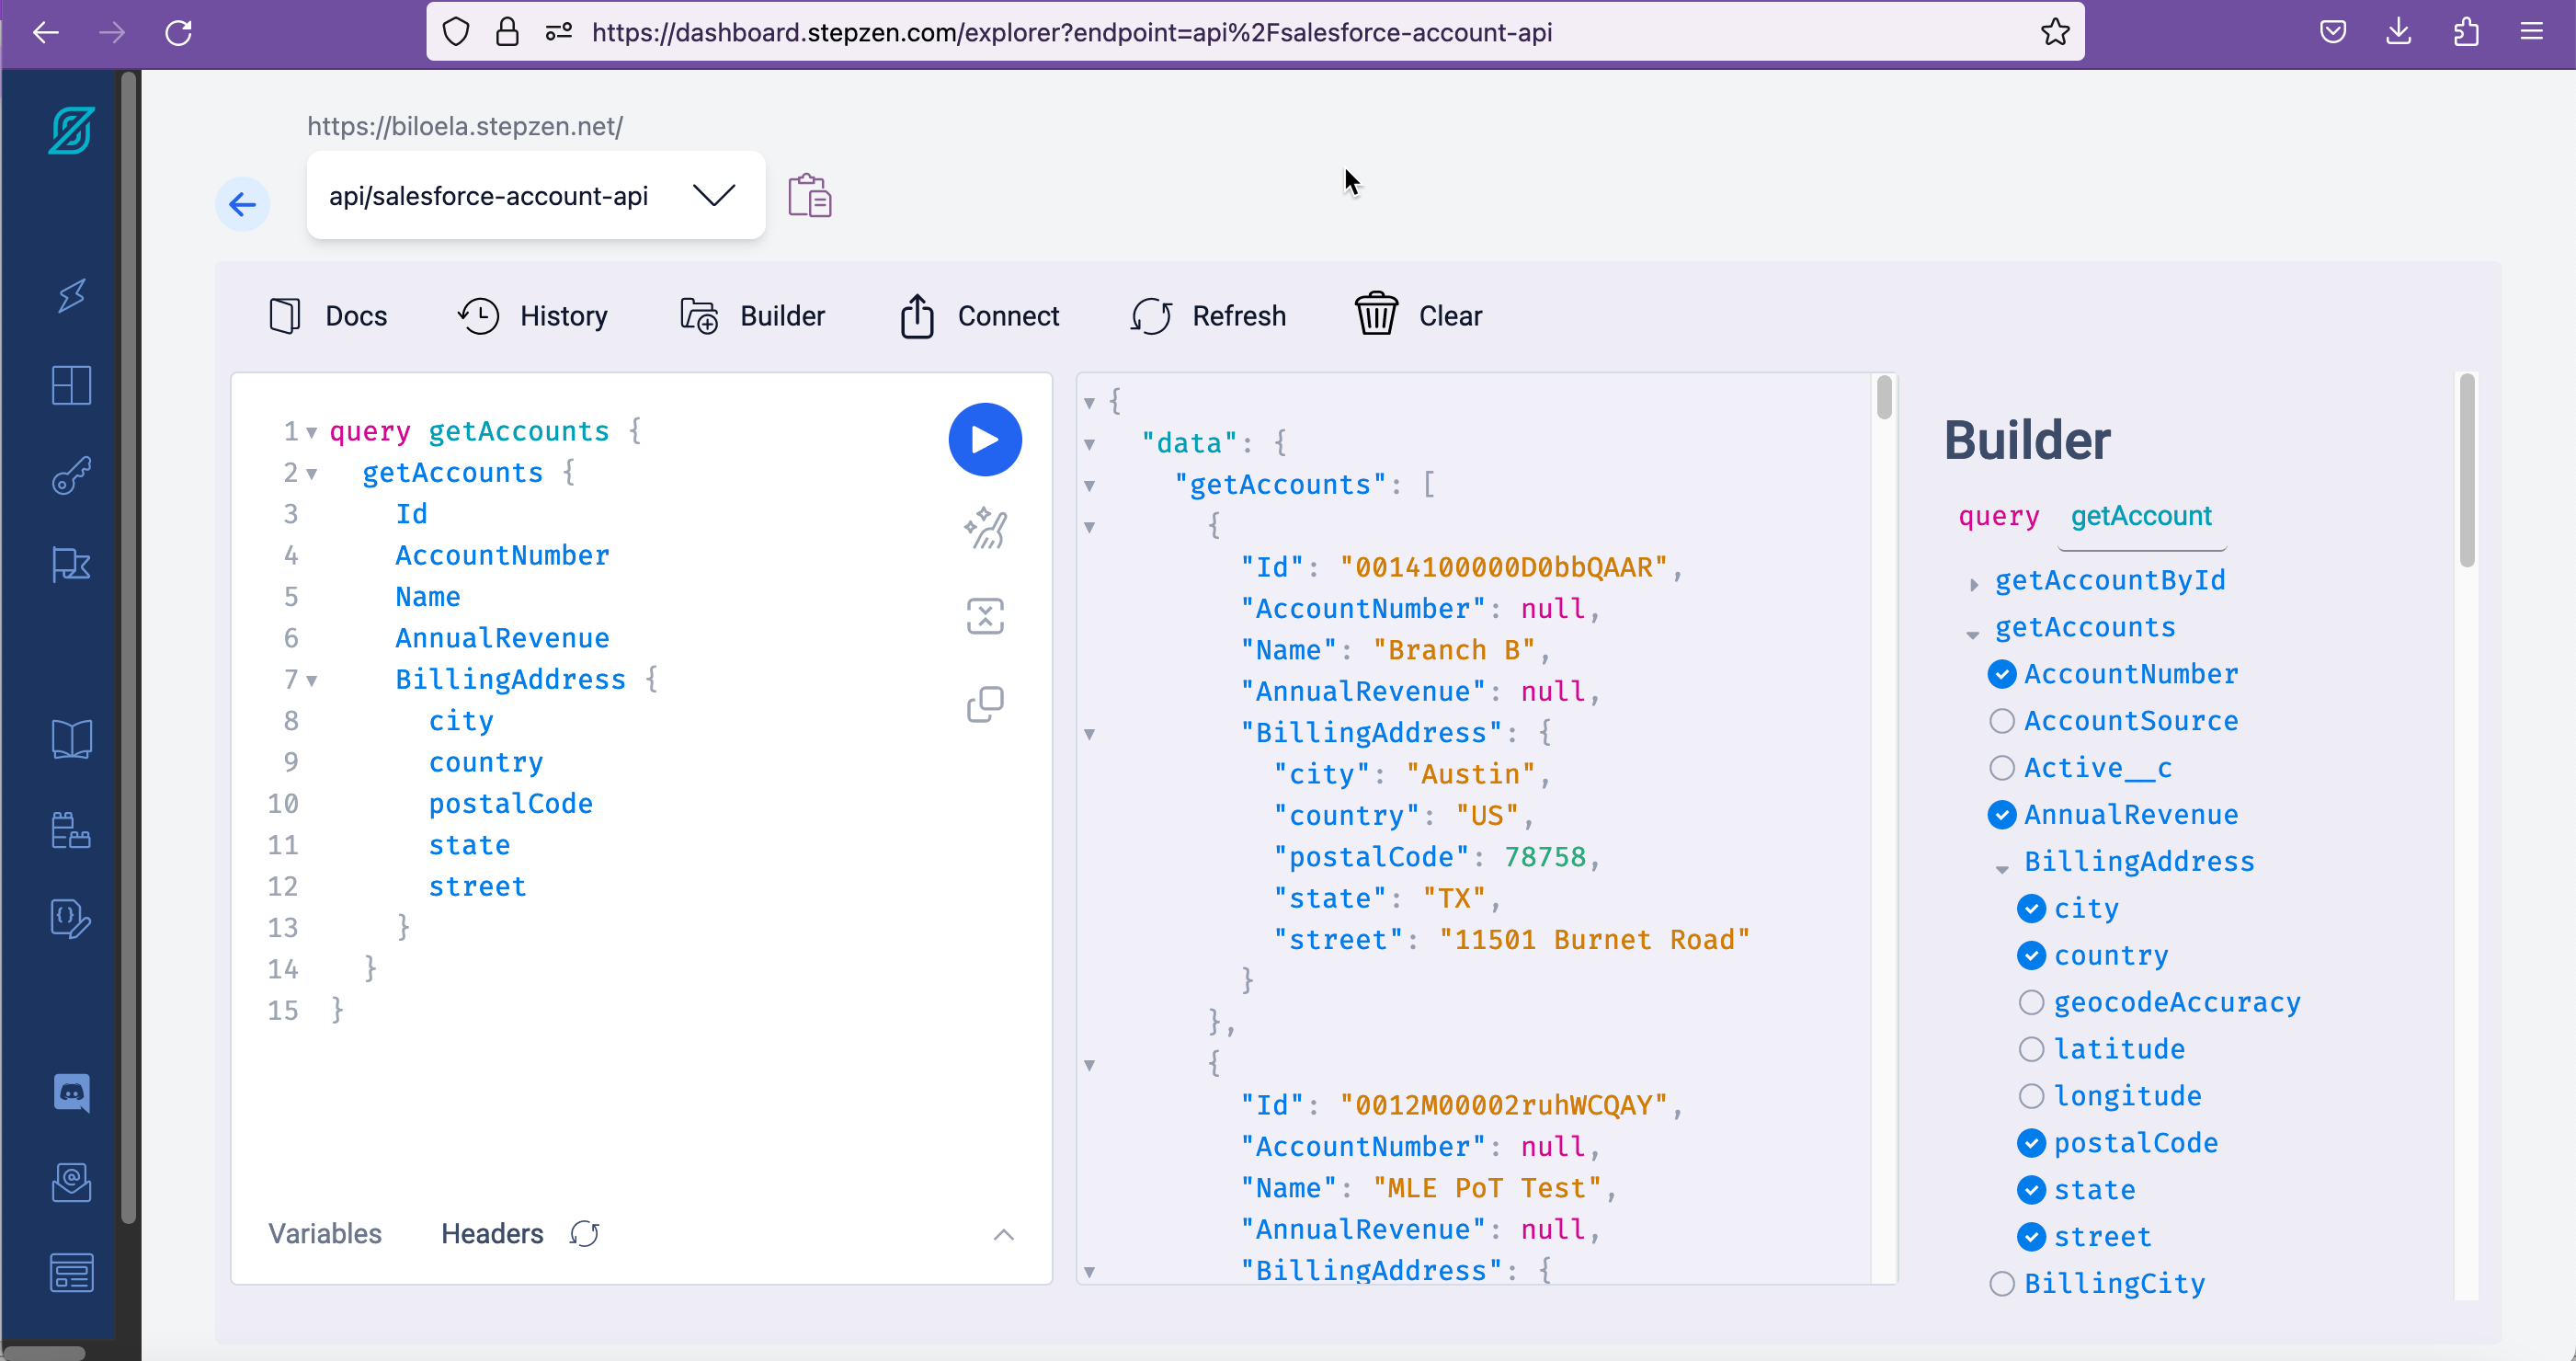 https://dashboard.stepzen.com/explorer?endpoint=api%2Fsalesforce-account-api
https://biloela.stepzen.net/
api/salesforce-account-api
Docs History Builder Connect Refresh Clear
1 query getAccounts {
2 getAccounts {
3 Id
4 AccountNumber
5 Name
6 AnnualRevenue
7 BillingAddress {
8 city
9 country
10 postalCode
11 state
12 street
13 }
14 }
15 }
Variables Headers
{
"data": {
"getAccounts": [
{
"Id": "0014100000D0bbQAAR",
"AccountNumber": null,
"Name": "Branch B",
"AnnualRevenue": null,
"BillingAddress": {
"city": "Austin",
"country": "US",
"postalCode": 78758,
"state": "TX",
"street": "11501 Burnet Road"
}
},
{
"Id": "0012M00002ruhWCQAY",
"AccountNumber": null,
"Name": "MLE PoT Test",
"AnnualRevenue": null,
"BillingAddress": {
Builder
query getAccount
getAccountById
getAccounts
AccountNumber
AccountSource
Active__c
AnnualRevenue
BillingAddress
city
country
geocodeAccuracy
latitude
longitude
postalCode
state
street
BillingCity